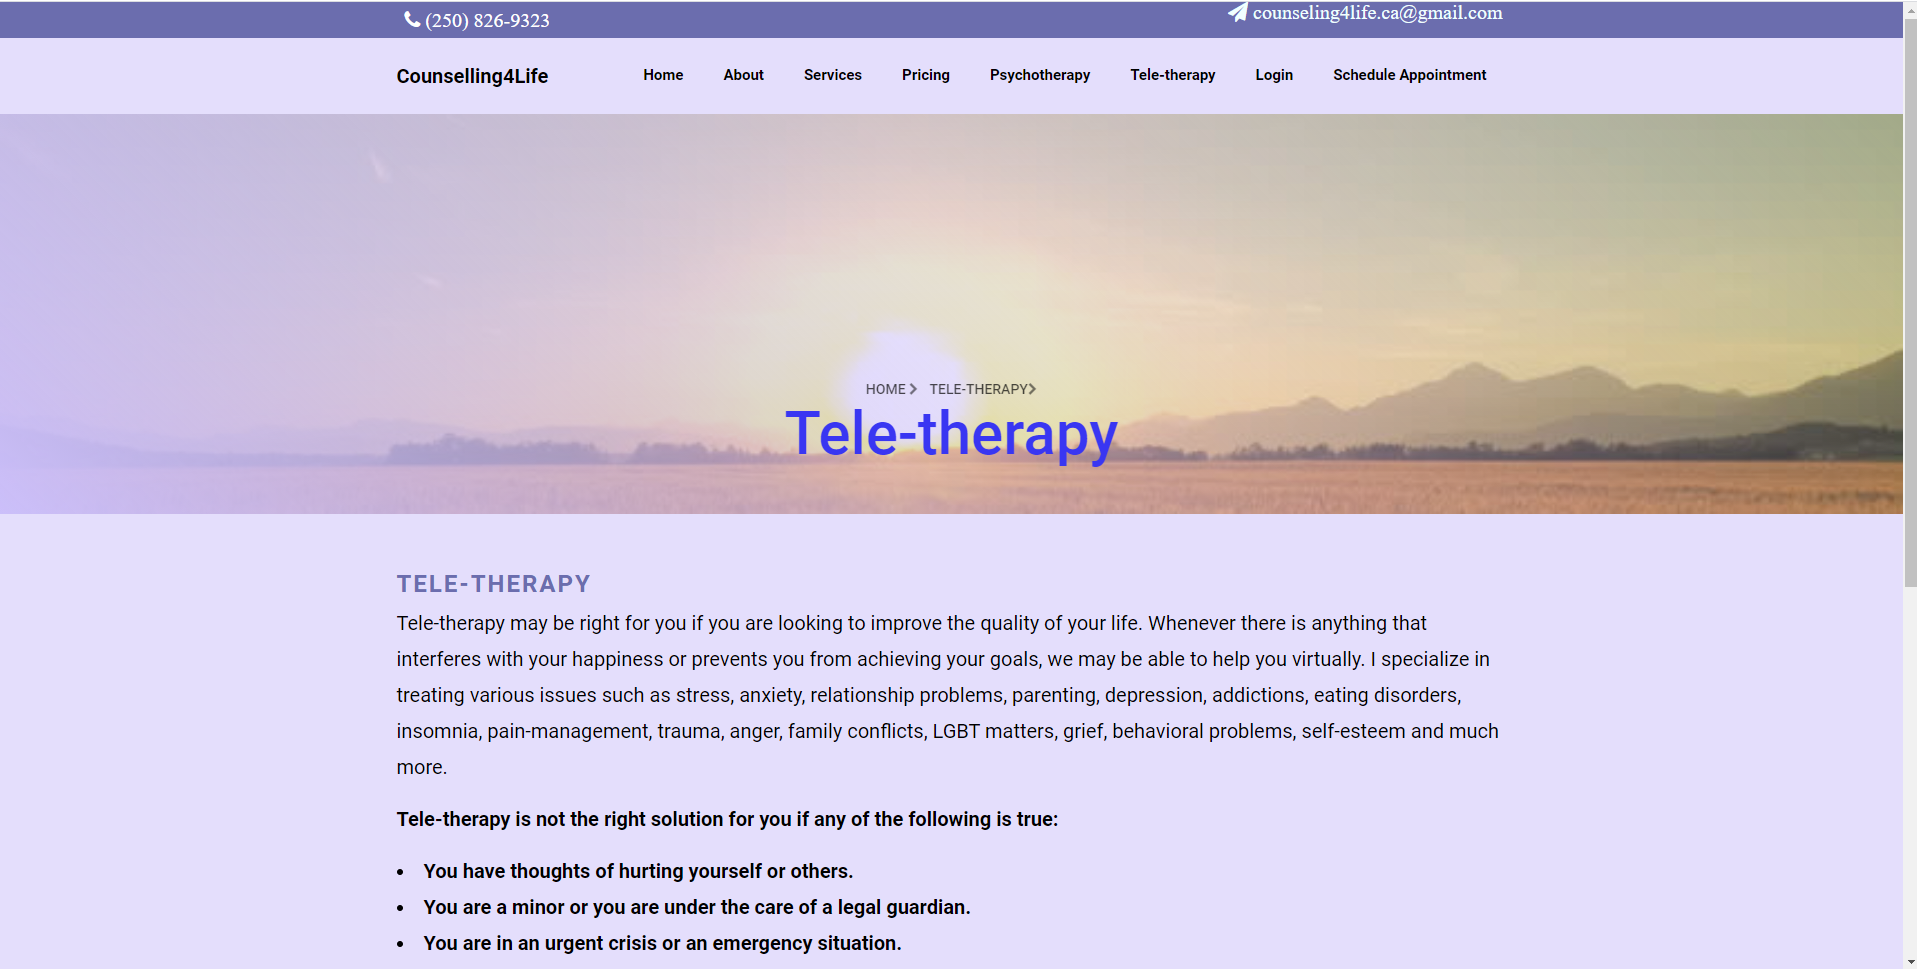 (250) 826-9323
counseling4life.ca@gmail.com
Counselling4Life
Home About Services Pricing Psychotherapy Tele-therapy Login Schedule Appointment
HOME TELE-THERAPY
Tele-therapy
TELE-THERAPY
Tele-therapy may be right for you if you are looking to improve the quality of your life. Whenever there is anything that
interferes with your happiness or prevents you from achieving your goals, we may be able to help you virtually. I specialize in
treating various issues such as stress, anxiety, relationship problems, parenting, depression, addictions, eating disorders,
insomnia, pain-management, trauma, anger, family conflicts, LGBT matters, grief, behavioral problems, self-esteem and much
more.
Tele-therapy is not the right solution for you if any of the following is true:
• You have thoughts of hurting yourself or others.
• You are a minor or you are under the care of a legal guardian.
• You are in an urgent crisis or an emergency situation.